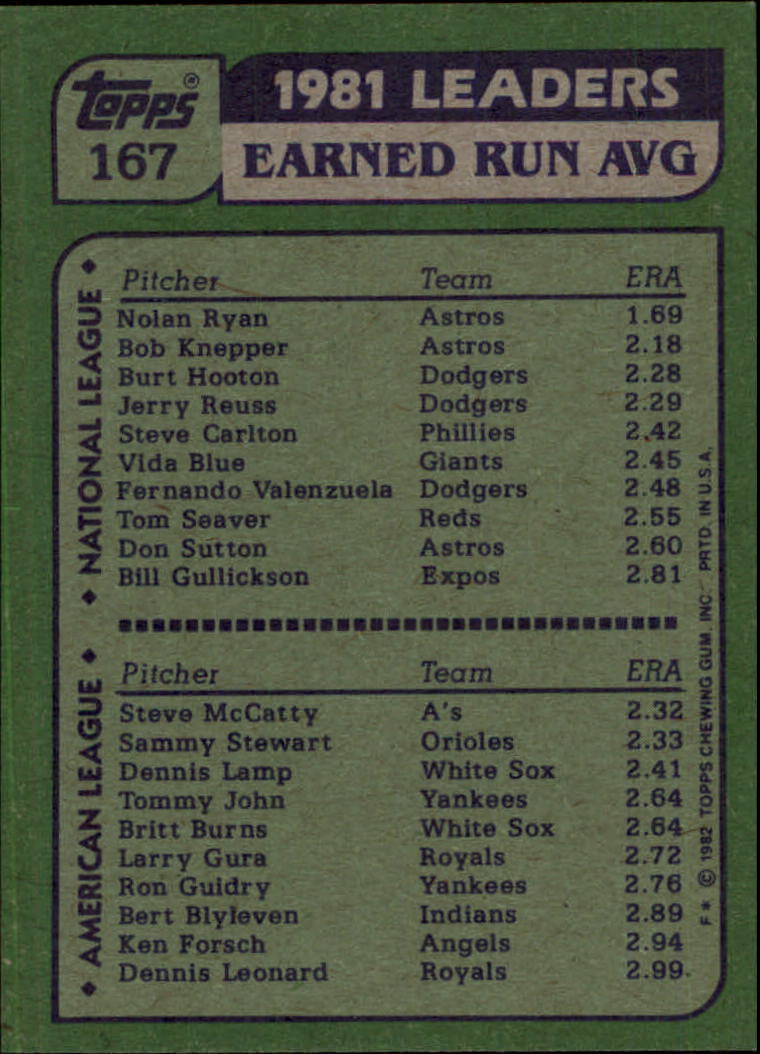 Topps®
167
1981 LEADERS
EARNED RUN AVG
◆ NATIONAL LEAGUE ◆
Pitcher Team ERA
Nolan Ryan Astros 1.69
Bob Knepper Astros 2.18
Burt Hooton Dodgers 2.28
Jerry Reuss Dodgers 2.29
Steve Carlton Phillies 2.42
Vida Blue Giants 2.45
Fernando Valenzuela Dodgers 2.48
Tom Seaver Reds 2.55
Don Sutton Astros 2.60
Bill Gullickson Expos 2.81
◆ AMERICAN LEAGUE ◆
Pitcher Team ERA
Steve McCatty A's 2.32
Sammy Stewart Orioles 2.33
Dennis Lamp White Sox 2.41
Tommy John Yankees 2.64
Britt Burns White Sox 2.64
Larry Gura Royals 2.72
Ron Guidry Yankees 2.76
Bert Blyleven Indians 2.89
Ken Forsch Angels 2.94
Dennis Leonard Royals 2.99
F* © 1982 TOPPS CHEWING GUM, INC. PRTD. IN U.S.A.